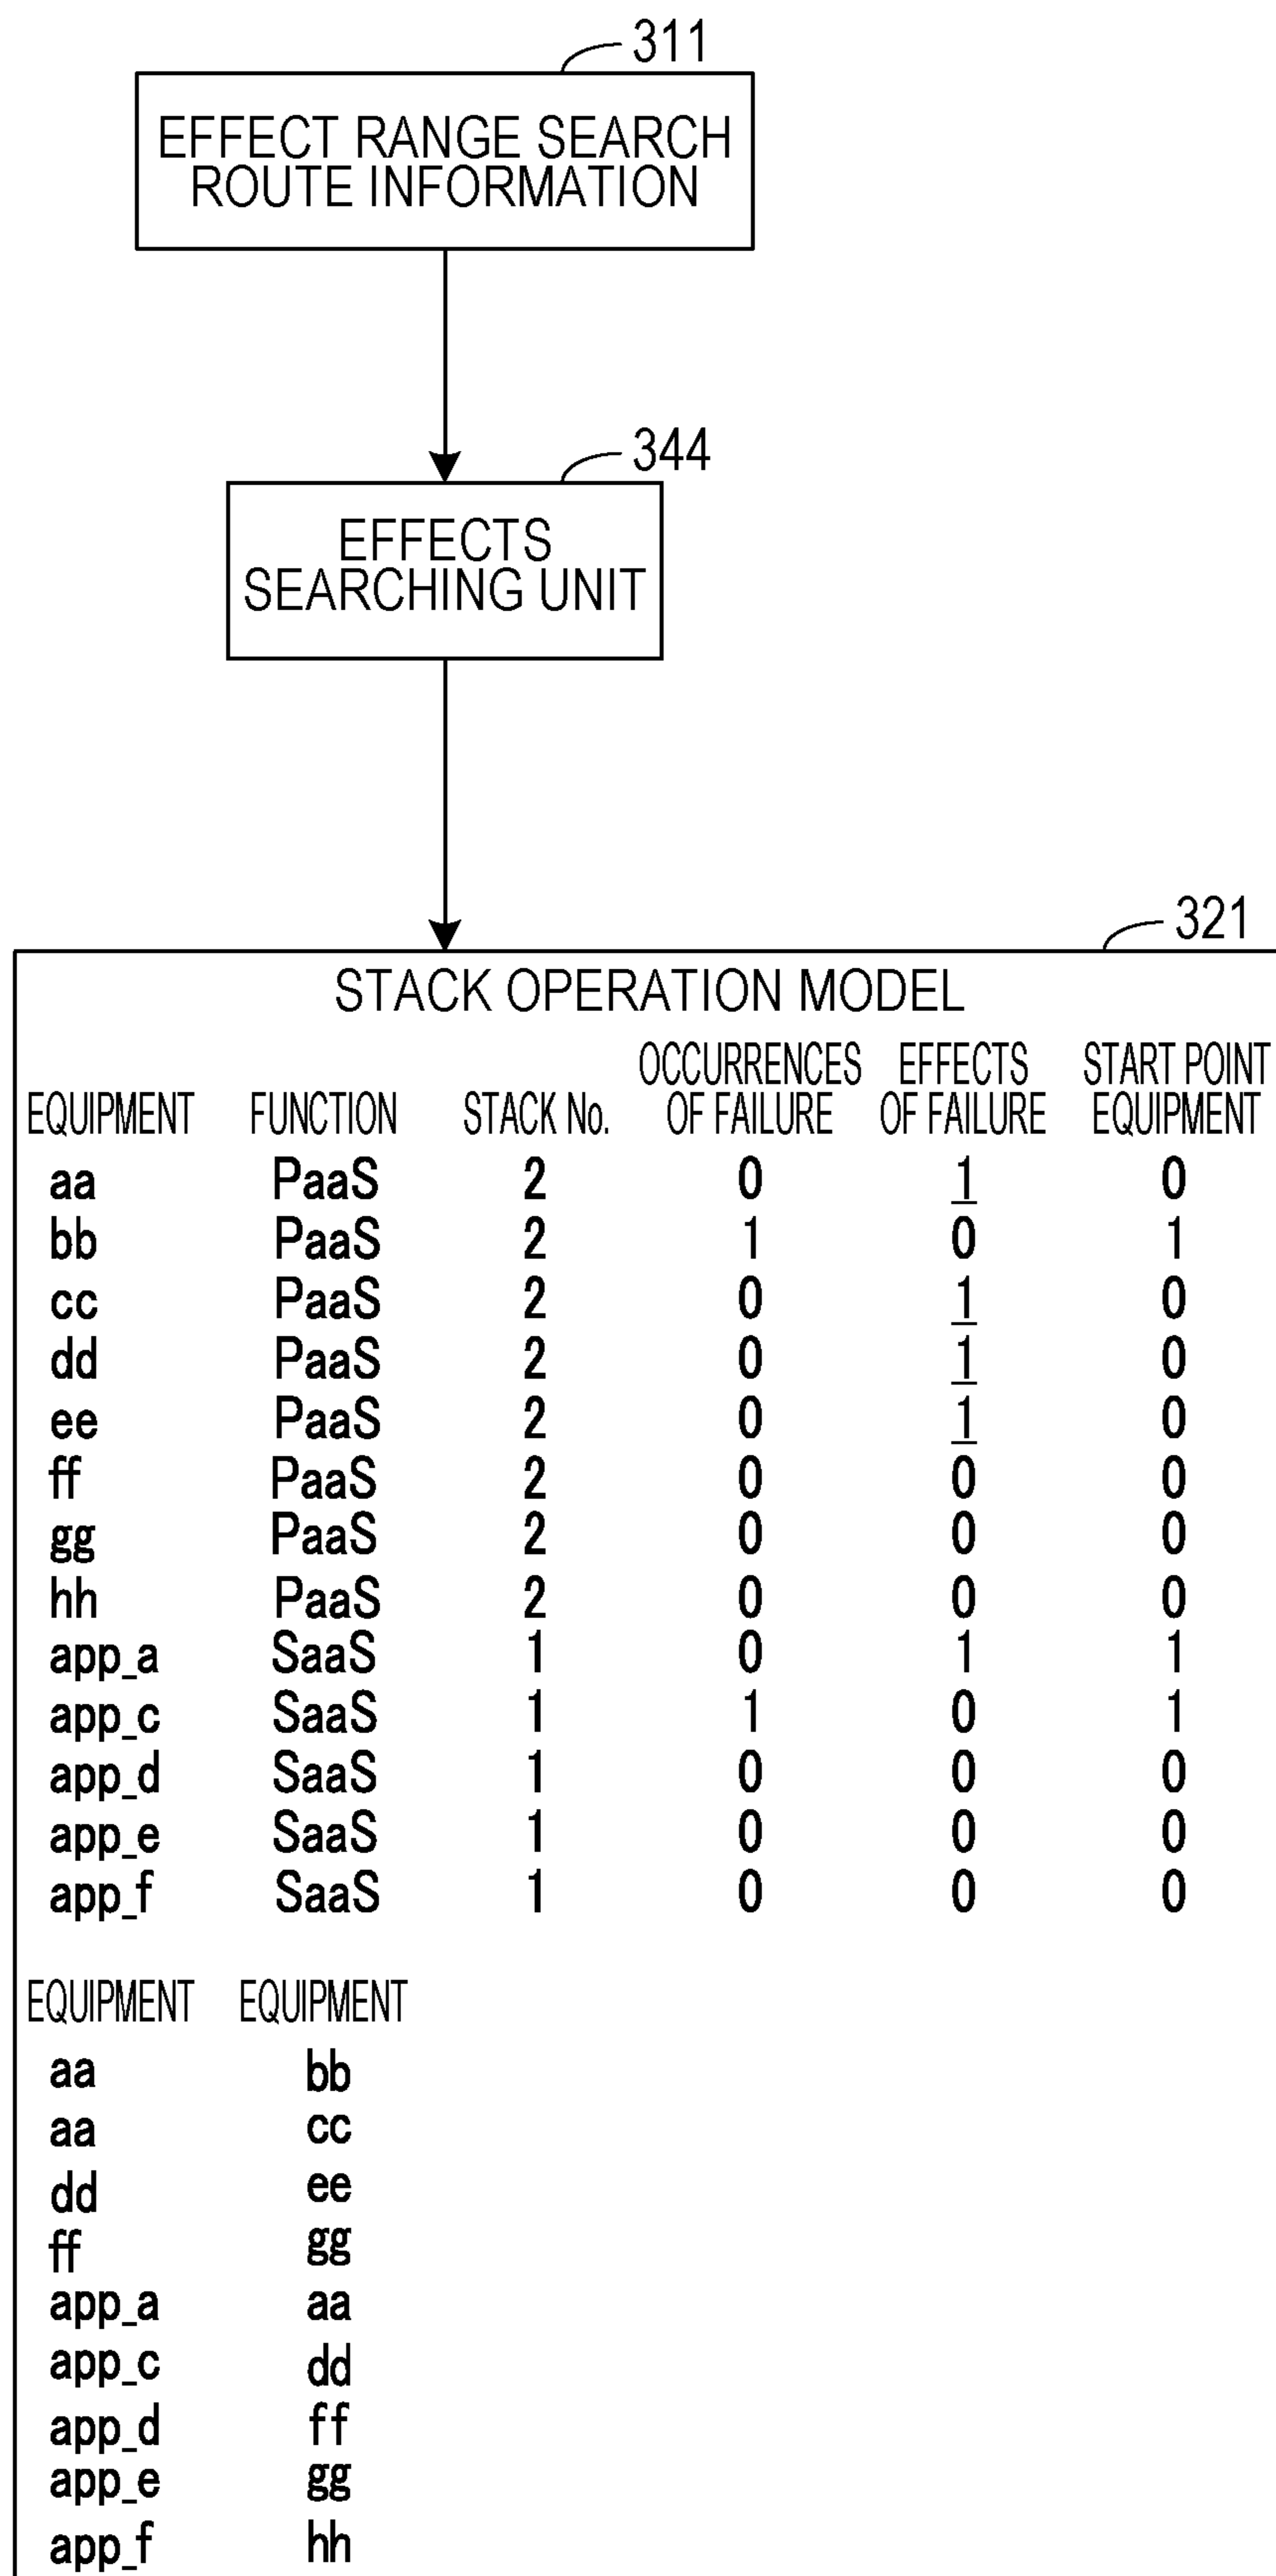 311
EFFECT RANGE SEARCH
ROUTE INFORMATION
344
EFFECTS
SEARCHING UNIT
321
STACK OPERATION MODEL
EQUIPMENT FUNCTION STACK No. OCCURRENCES OF FAILURE EFFECTS OF FAILURE START POINT EQUIPMENT
aa PaaS 2 0 1 0
bb PaaS 2 1 0 1
cc PaaS 2 0 1 0
dd PaaS 2 0 1 0
ee PaaS 2 0 1 0
ff PaaS 2 0 0 0
gg PaaS 2 0 0 0
hh PaaS 2 0 0 0
app_a SaaS 1 0 1 1
app_c SaaS 1 1 0 1
app_d SaaS 1 0 0 0
app_e SaaS 1 0 0 0
app_f SaaS 1 0 0 0
EQUIPMENT EQUIPMENT
aa bb
aa cc
dd ee
ff gg
app_a aa
app_c dd
app_d ff
app_e gg
app_f hh